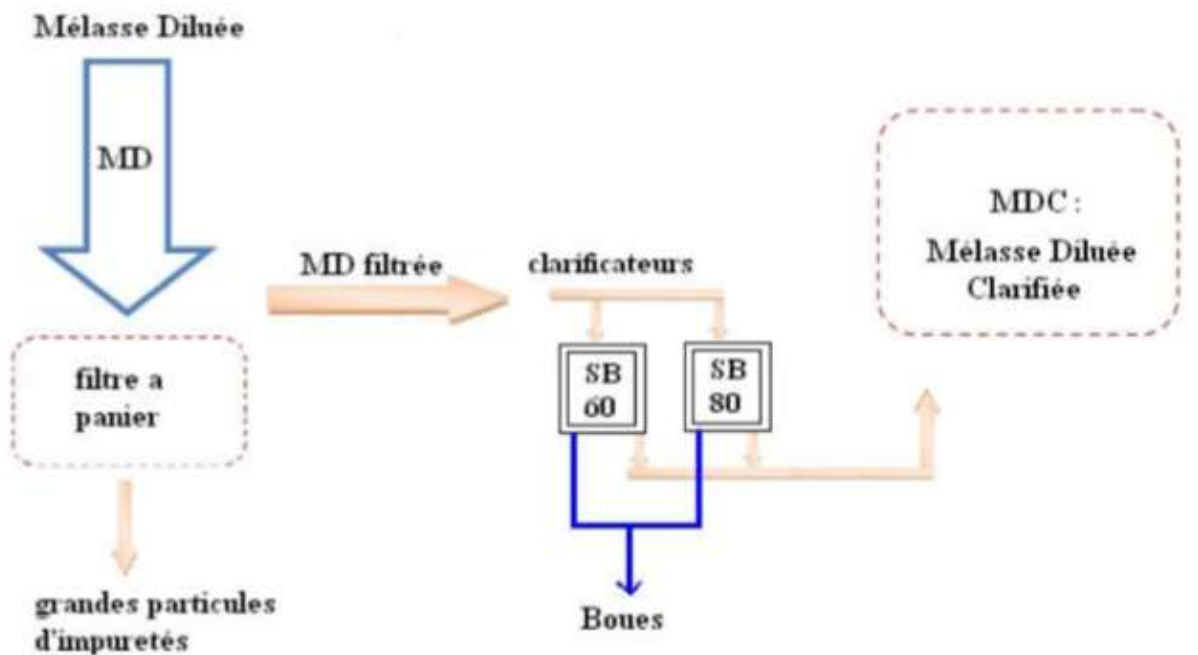 Mélasse Diluée
MD
filtre a
panier
grandes particules
d'impuretés
MD filtrée
clarificateurs
SB
60
SB
80
Boues
MDC :
Mélasse Diluée
Clarifiée